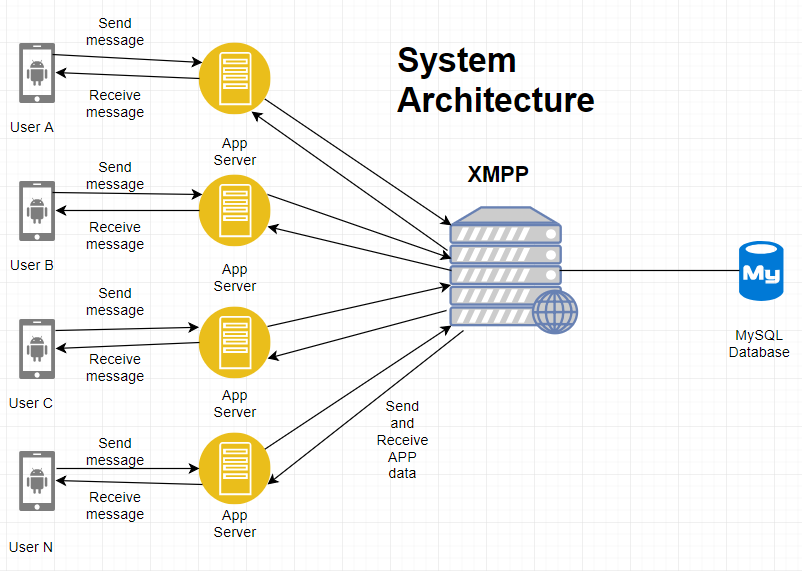 Send
message
System
Architecture
Receive
message
User A
App
Server
Send
message
XMPP
Receive
message
User B
App
Server
My
Send
message
MySQL
Database
Receive
message
User C
App
Server
Send
and
Receive
APP
data
Send
message
Receive
message
User N
App
Server